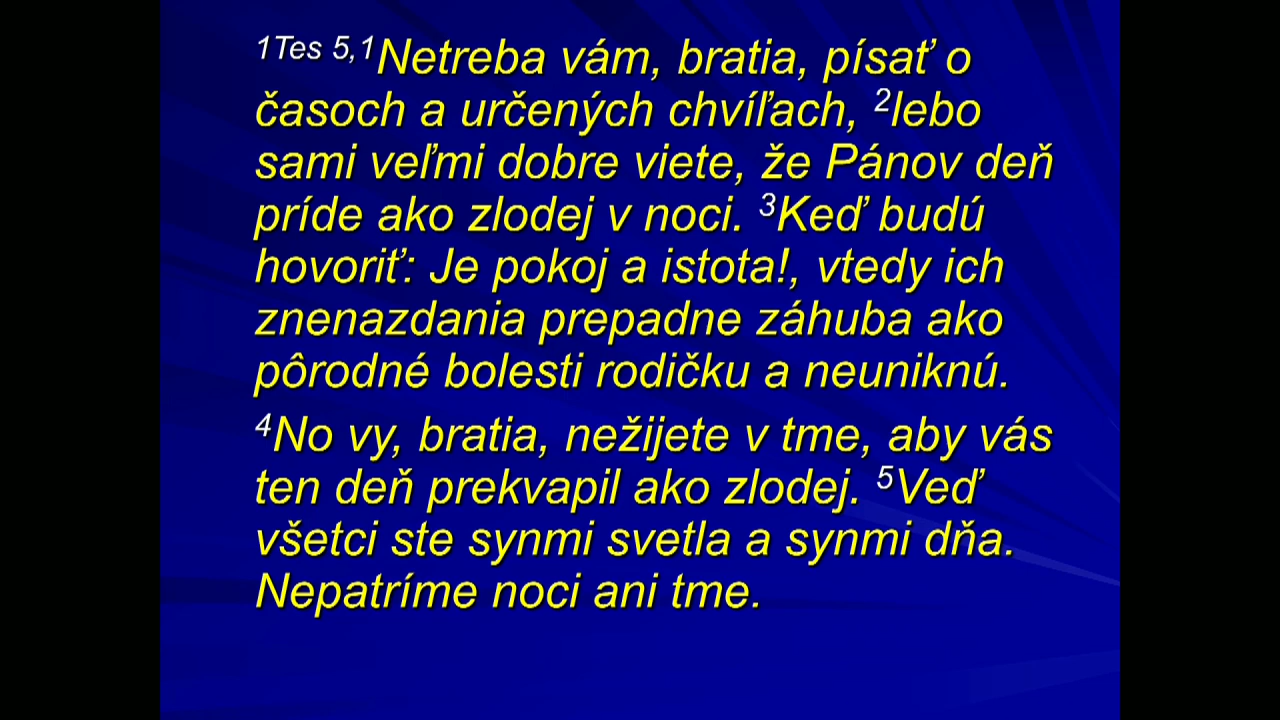 1Tes 5,1Netreba vám, bratia, písať o
časoch a určených chvíľach, 2lebo
sami veľmi dobre viete, že Pánov deň
príde ako zlodej v noci. 3Keď budú
hovoriť: Je pokoj a istota!, vtedy ich
znenazdania prepadne záhuba ako
pôrodné bolesti rodičku a neuniknú.
4No vy, bratia, nežijete v tme, aby vás
ten deň prekvapil ako zlodej. 5Veď
všetci ste synmi svetla a synmi dňa.
Nepatríme noci ani tme.